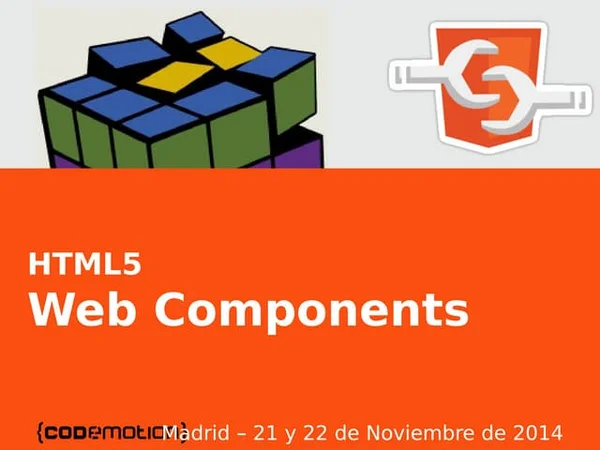 HTML5
Web Components
{codemotion} Madrid – 21 y 22 de Noviembre de 2014